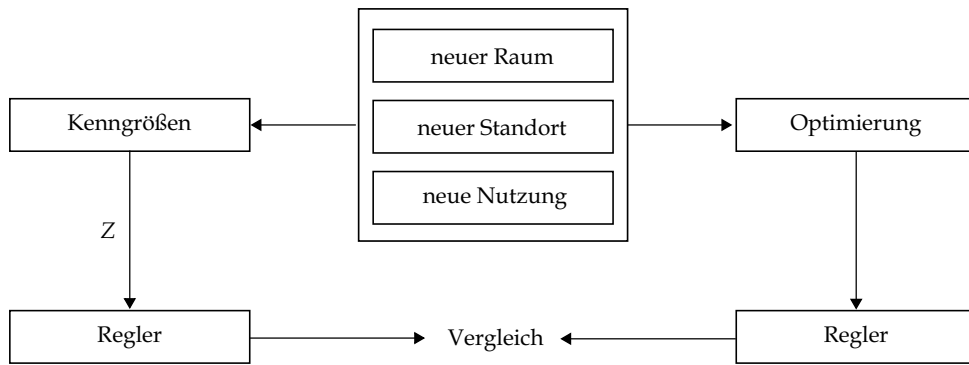 neuer Raum
Kenngrößen
neuer Standort
Optimierung
neue Nutzung
Z
Regler
Vergleich
Regler